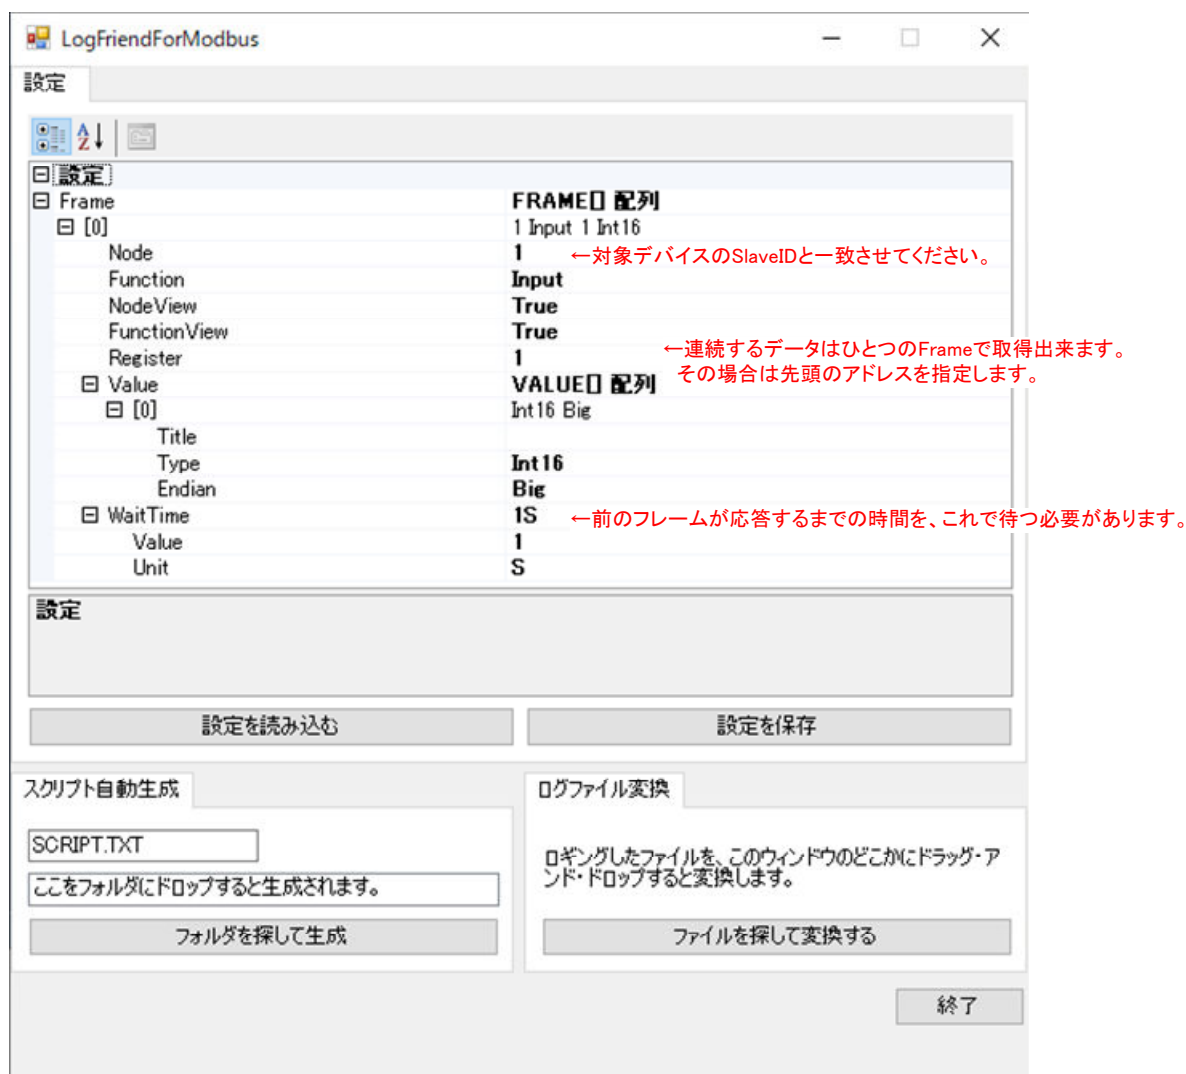 LogFriendForModbus
設定
設定
Frame FRAME[] 配列
[0] 1 Input 1 Int16
Node 1 ←対象デバイスのSlaveIDと一致させてください。
Function Input
NodeView True
FunctionView True
Register 1 ←連続するデータはひとつのFrameで取得出来ます。
その場合は先頭のアドレスを指定します。
Value VALUE[] 配列
[0] Int16 Big
Title
Type Int16
Endian Big
WaitTime 1S ←前のフレームが応答するまでの時間を、これで待つ必要があります。
Value 1
Unit S
設定
設定を読み込む 設定を保存
スクリプト自動生成
SCRIPT.TXT
ここをフォルダにドロップすると生成されます。
フォルダを探して生成
ログファイル変換
ロギングしたファイルを、このウィンドウのどこかにドラッグ・ア
ンド・ドロップすると変換します。
ファイルを探して変換する
終了